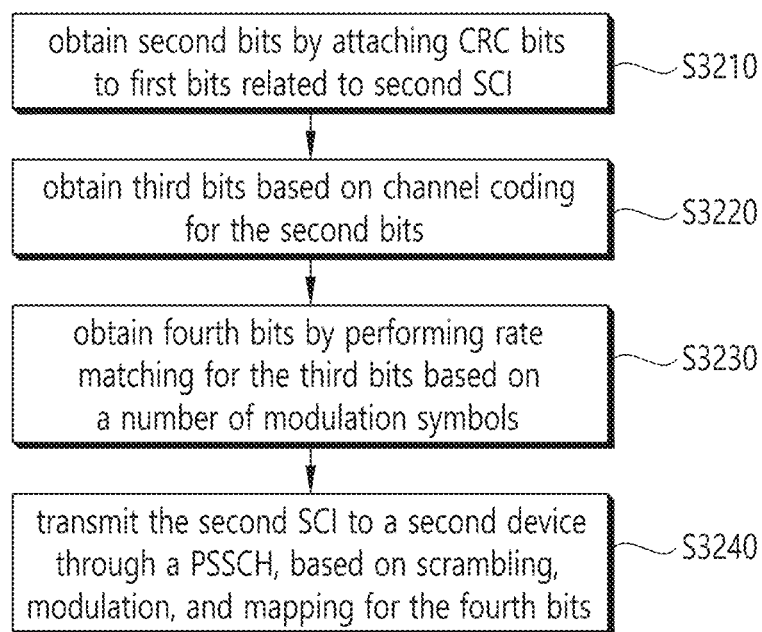 obtain second bits by attaching CRC bits
to first bits related to second SCI
S3210
obtain third bits based on channel coding
for the second bits
S3220
obtain fourth bits by performing rate
matching for the third bits based on
a number of modulation symbols
S3230
transmit the second SCI to a second device
through a PSSCH, based on scrambling,
modulation, and mapping for the fourth bits
S3240